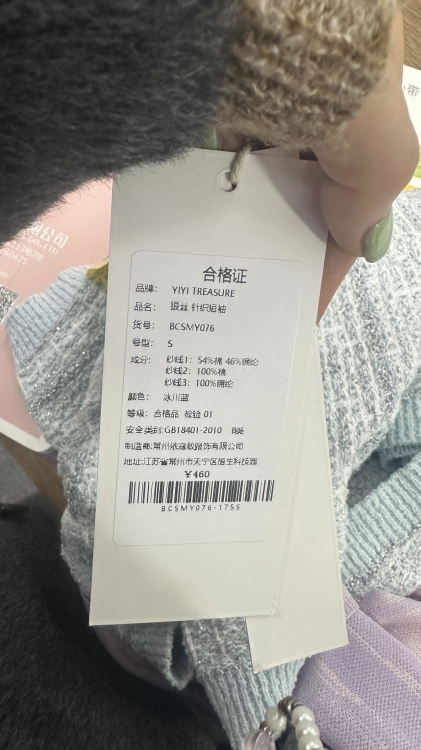 合格证
品牌： YIYI TREASURE
品名： 银丝 针织短袖
货号： BCSMY076
号型： S
成分： 纱线1：54%棉 46%锦纶
纱线2：100%棉
纱线3：100%锦纶
颜色： 冰川蓝
等级：合格品 检验 01
安全类别:GB18401-2010 B类
制造商:常州依蔻数服饰有限公司
地址:江苏省常州市天宁区恒生科技园
￥460
BCSMY076-175S